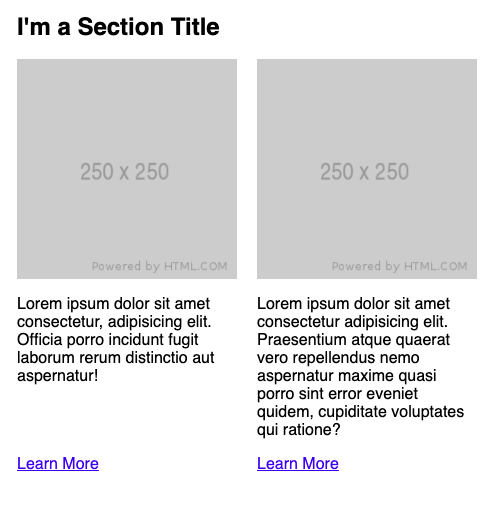 I'm a Section Title
250 x 250
Powered by HTML.COM
250 x 250
Powered by HTML.COM
Lorem ipsum dolor sit amet
consectetur, adipisicing elit.
Officia porro incidunt fugit
laborum rerum distinctio aut
aspernatur!
Learn More
Lorem ipsum dolor sit amet
consectetur adipisicing elit.
Praesentium atque quaerat
vero repellendus nemo
aspernatur maxime quasi
porro sint error eveniet
quidem, cupiditate voluptates
qui ratione?
Learn More